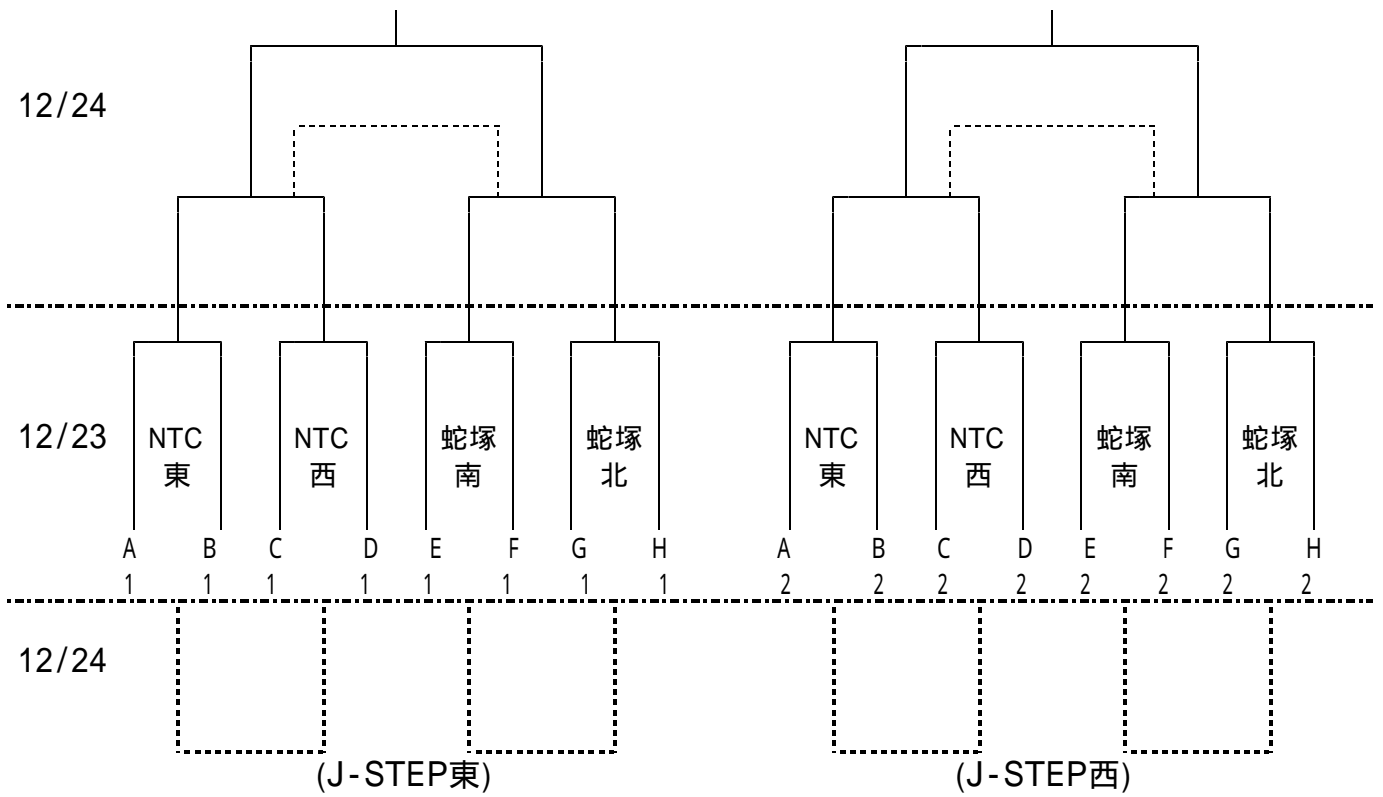 12/24
12/23
NTC NTC 蛇塚 蛇塚 NTC NTC 蛇塚 蛇塚
東 西 南 北 東 西 南 北
A B C D E F G H A B C D E F G H
1 1 1 1 1 1 1 1 2 2 2 2 2 2 2 2
12/24
(J-STEP東) (J-STEP西)